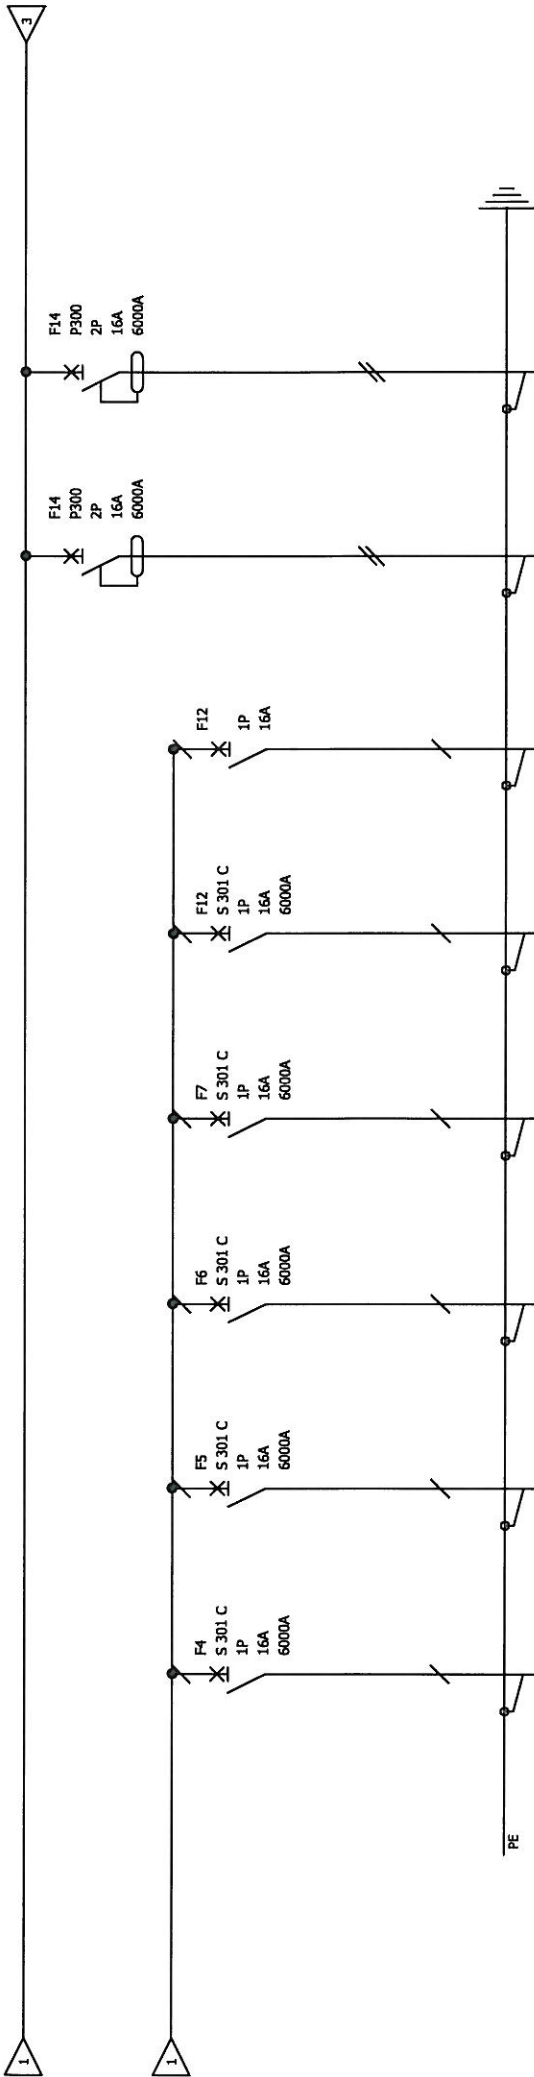 3
F14
P300
2P
16A
6000A
F14
P300
2P
16A
6000A
F12
1P
16A
F12
S 301 C
1P
16A
6000A
F7
S 301 C
1P
16A
6000A
F6
S 301 C
1P
16A
6000A
F5
S 301 C
1P
16A
6000A
F4
S 301 C
1P
16A
6000A
PE
1
1